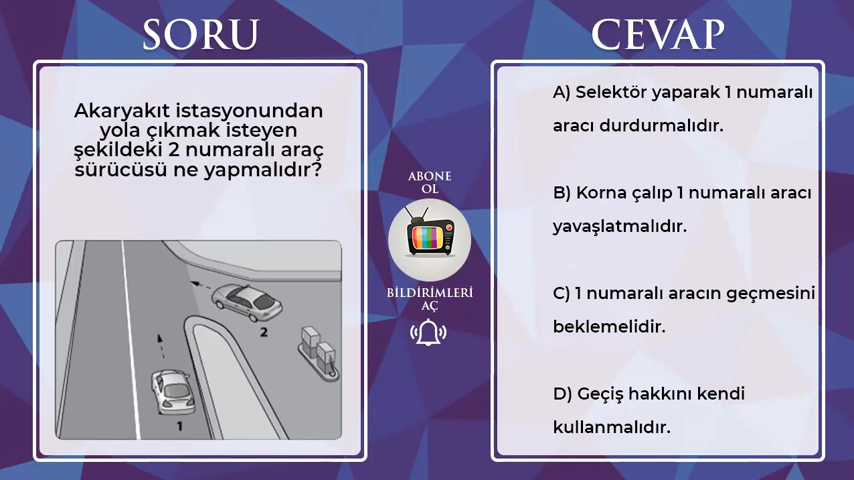 SORU
Akaryakıt istasyonundan
yola çıkmak isteyen
şekildeki 2 numaralı araç
sürücüsü ne yapmalıdır?
2
1
ABONE
OL
BİLDİRİMLERİ
AÇ
CEVAP
A) Selektör yaparak 1 numaralı
aracı durdurmalıdır.
B) Korna çalıp 1 numaralı aracı
yavaşlatmalıdır.
C) 1 numaralı aracın geçmesini
beklemelidir.
D) Geçiş hakkını kendi
kullanmalıdır.